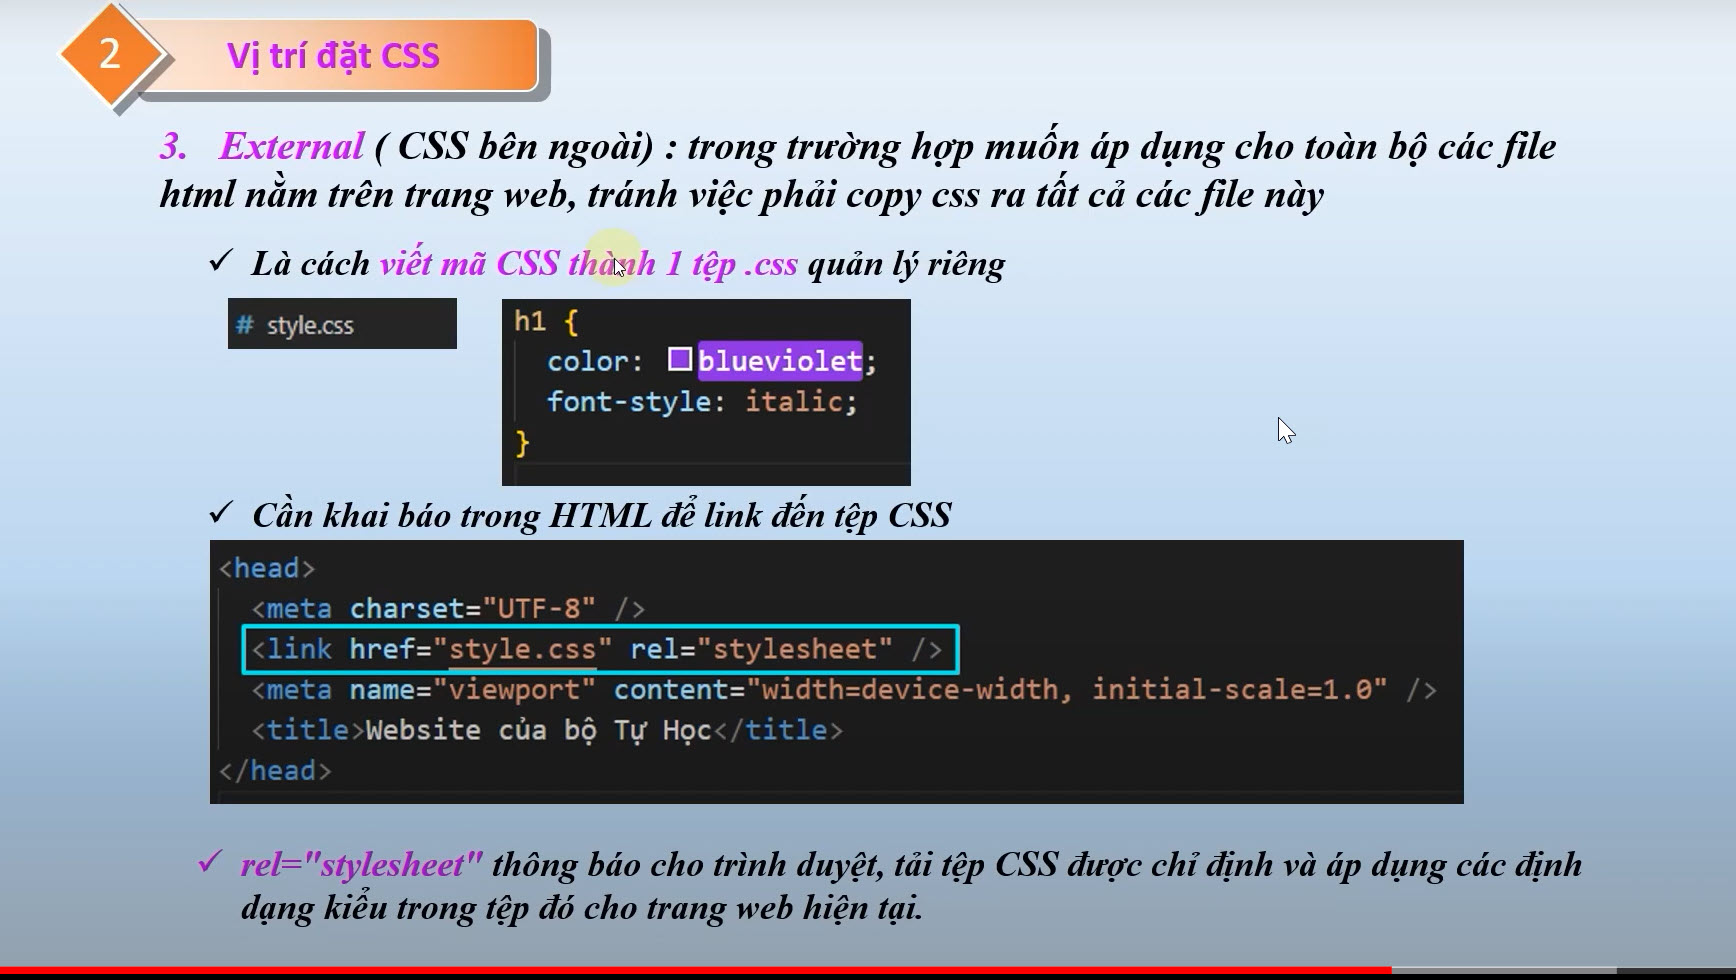 2
Vị trí đặt CSS
3. External ( CSS bên ngoài) : trong trường hợp muốn áp dụng cho toàn bộ các file
html nằm trên trang web, tránh việc phải copy css ra tất cả các file này
✓ Là cách viết mã CSS thành 1 tệp .css quản lý riêng
# style.css
h1 {
color: blueviolet;
font-style: italic;
}
✓ Cần khai báo trong HTML để link đến tệp CSS
<head>
<meta charset="UTF-8" />
<link href="style.css" rel="stylesheet" />
<meta name="viewport" content="width=device-width, initial-scale=1.0" />
<title>Website của bộ Tự Học</title>
</head>
✓ rel="stylesheet" thông báo cho trình duyệt, tải tệp CSS được chỉ định và áp dụng các định
dạng kiểu trong tệp đó cho trang web hiện tại.